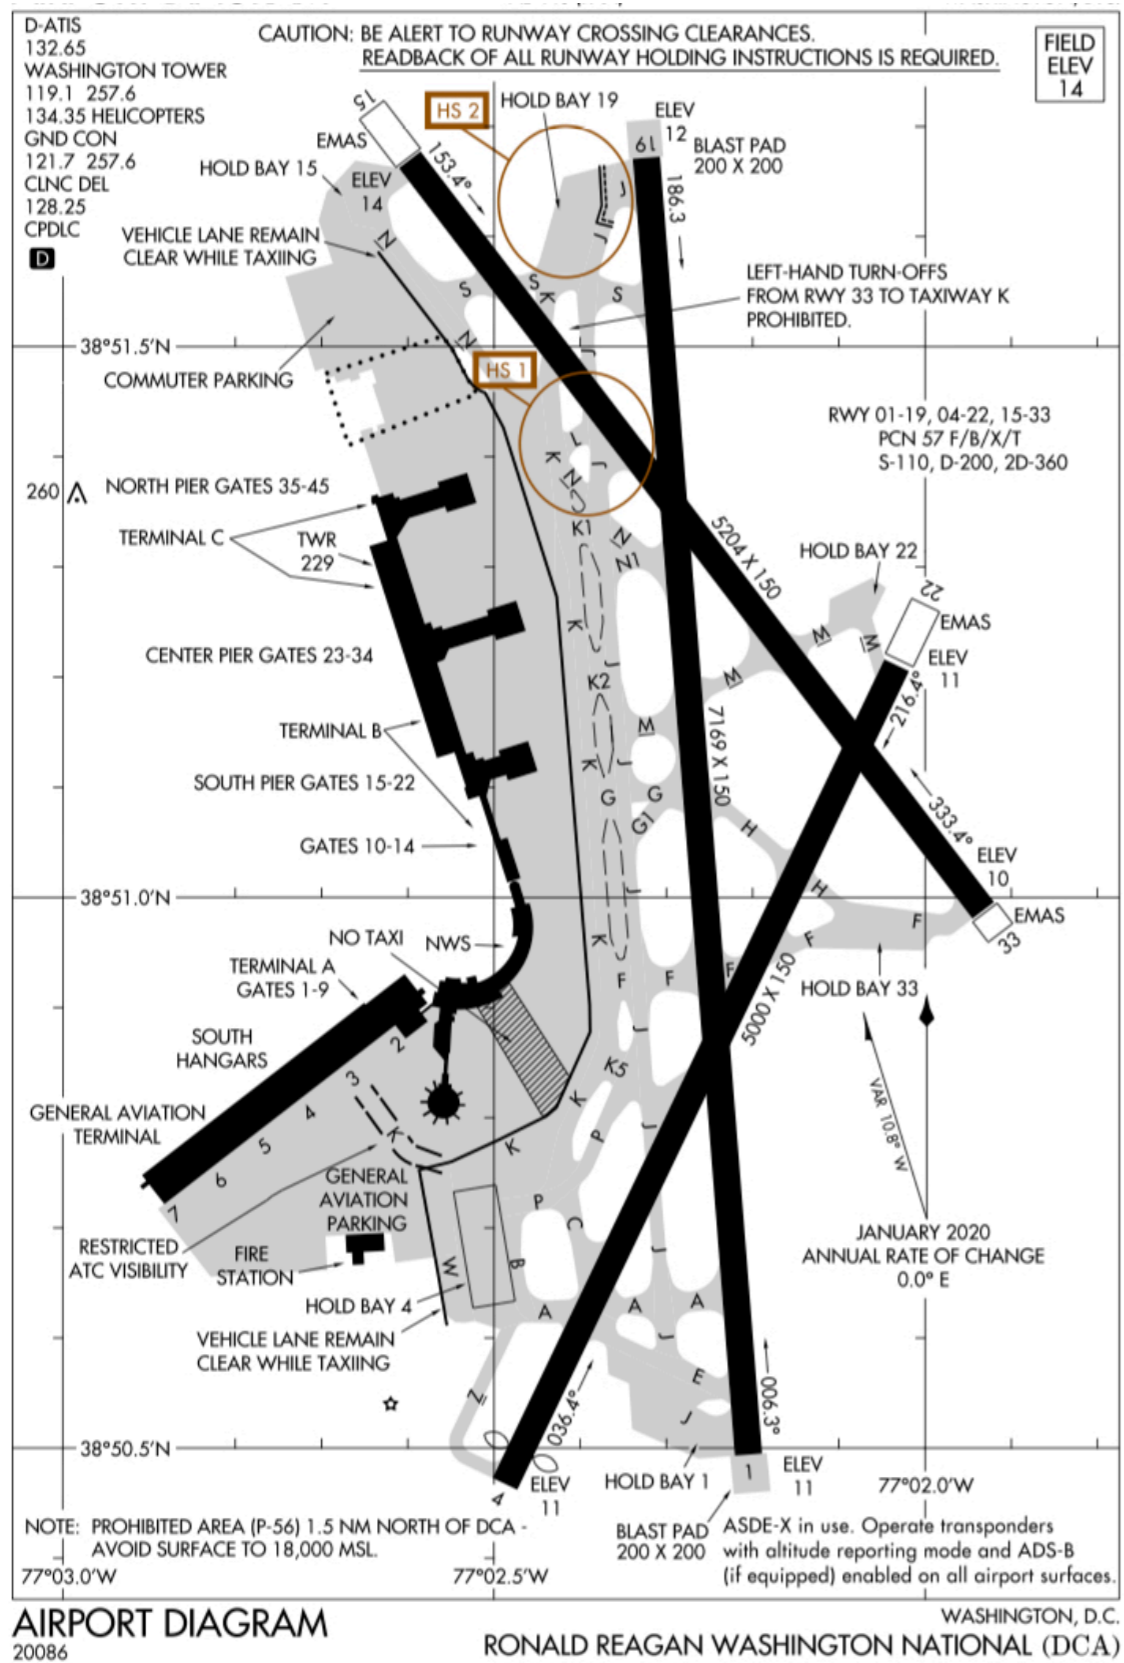 D-ATIS
132.65
WASHINGTON TOWER
119.1 257.6
134.35 HELICOPTERS
GND CON
121.7 257.6
CLNC DEL
128.25
CPDLC
D
CAUTION: BE ALERT TO RUNWAY CROSSING CLEARANCES.
READBACK OF ALL RUNWAY HOLDING INSTRUCTIONS IS REQUIRED.
FIELD
ELEV
14
15
EMAS
HS 2
HOLD BAY 19
ELEV
12
19
BLAST PAD
200 X 200
HOLD BAY 15
ELEV
14
153.4°
186.3
J
J
VEHICLE LANE REMAIN
CLEAR WHILE TAXIING
N
S
S
K
S
LEFT-HAND TURN-OFFS
FROM RWY 33 TO TAXIWAY K
PROHIBITED.
38°51.5'N
N
J
HS 1
COMMUTER PARKING
RWY 01-19, 04-22, 15-33
PCN 57 F/B/X/T
S-110, D-200, 2D-360
L
K
J
N
260
NORTH PIER GATES 35-45
TERMINAL C
TWR
229
J
K1
N
N1
5204 X 150
HOLD BAY 22
22
EMAS
ELEV
11
216.4°
K
M
M
CENTER PIER GATES 23-34
J
K2
M
M
TERMINAL B
7169 X 150
SOUTH PIER GATES 15-22
K
J
G
G
G1
H
333.4°
GATES 10-14
ELEV
10
38°51.0'N
J
H
F
EMAS
33
NO TAXI
NWS
K
F
TERMINAL A
GATES 1-9
F
F
F
HOLD BAY 33
5000 X 150
SOUTH
HANGARS
2
J
K5
3
GENERAL AVIATION
TERMINAL
4
K
K
K
P
J
VAR 10.8° W
5
6
7
GENERAL
AVIATION
PARKING
P
C
RESTRICTED
ATC VISIBILITY
FIRE
STATION
W
B
J
JANUARY 2020
ANNUAL RATE OF CHANGE
0.0° E
HOLD BAY 4
A
A
A
VEHICLE LANE REMAIN
CLEAR WHILE TAXIING
J
E
Z
036.4°
J
006.3°
38°50.5'N
4
ELEV
11
HOLD BAY 1
1
ELEV
11
77°02.0'W
NOTE: PROHIBITED AREA (P-56) 1.5 NM NORTH OF DCA -
AVOID SURFACE TO 18,000 MSL.
BLAST PAD
200 X 200
ASDE-X in use. Operate transponders
with altitude reporting mode and ADS-B
(if equipped) enabled on all airport surfaces.
77°03.0'W
77°02.5'W
AIRPORT DIAGRAM
20086
WASHINGTON, D.C.
RONALD REAGAN WASHINGTON NATIONAL (DCA)